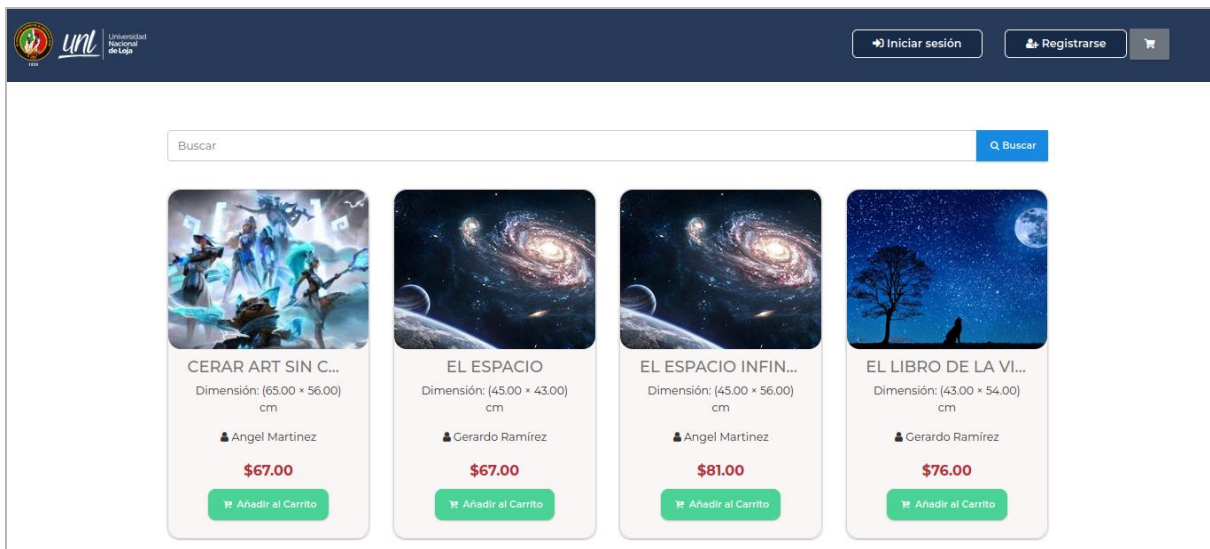 unl
Universidad
Nacional
de Loja
1859
Iniciar sesión
Registrarse
Buscar
Buscar
CERAR ART SIN C...
Dimensión: (65.00 × 56.00)
cm
Angel Martinez
$67.00
Añadir al Carrito
EL ESPACIO
Dimensión: (45.00 × 43.00)
cm
Gerardo Ramírez
$67.00
Añadir al Carrito
EL ESPACIO INFIN...
Dimensión: (45.00 × 56.00)
cm
Angel Martinez
$81.00
Añadir al Carrito
EL LIBRO DE LA VI...
Dimensión: (43.00 × 54.00)
cm
Gerardo Ramírez
$76.00
Añadir al Carrito